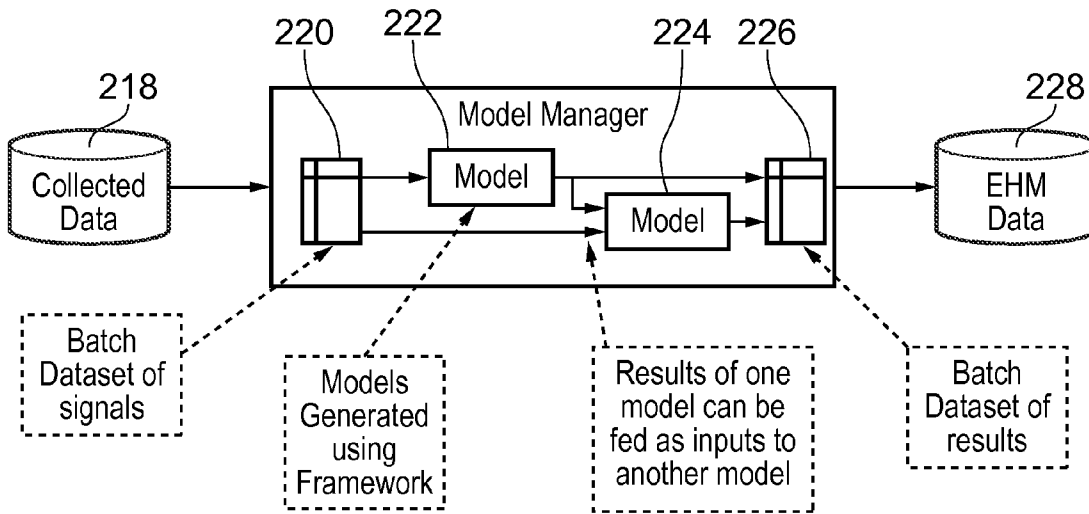 220
222
224
226
218
228
Model Manager
Collected
Data
Model
Model
EHM
Data
Batch
Dataset of
signals
Models
Generated
using
Framework
Results of one
model can be
fed as inputs to
another model
Batch
Dataset of
results